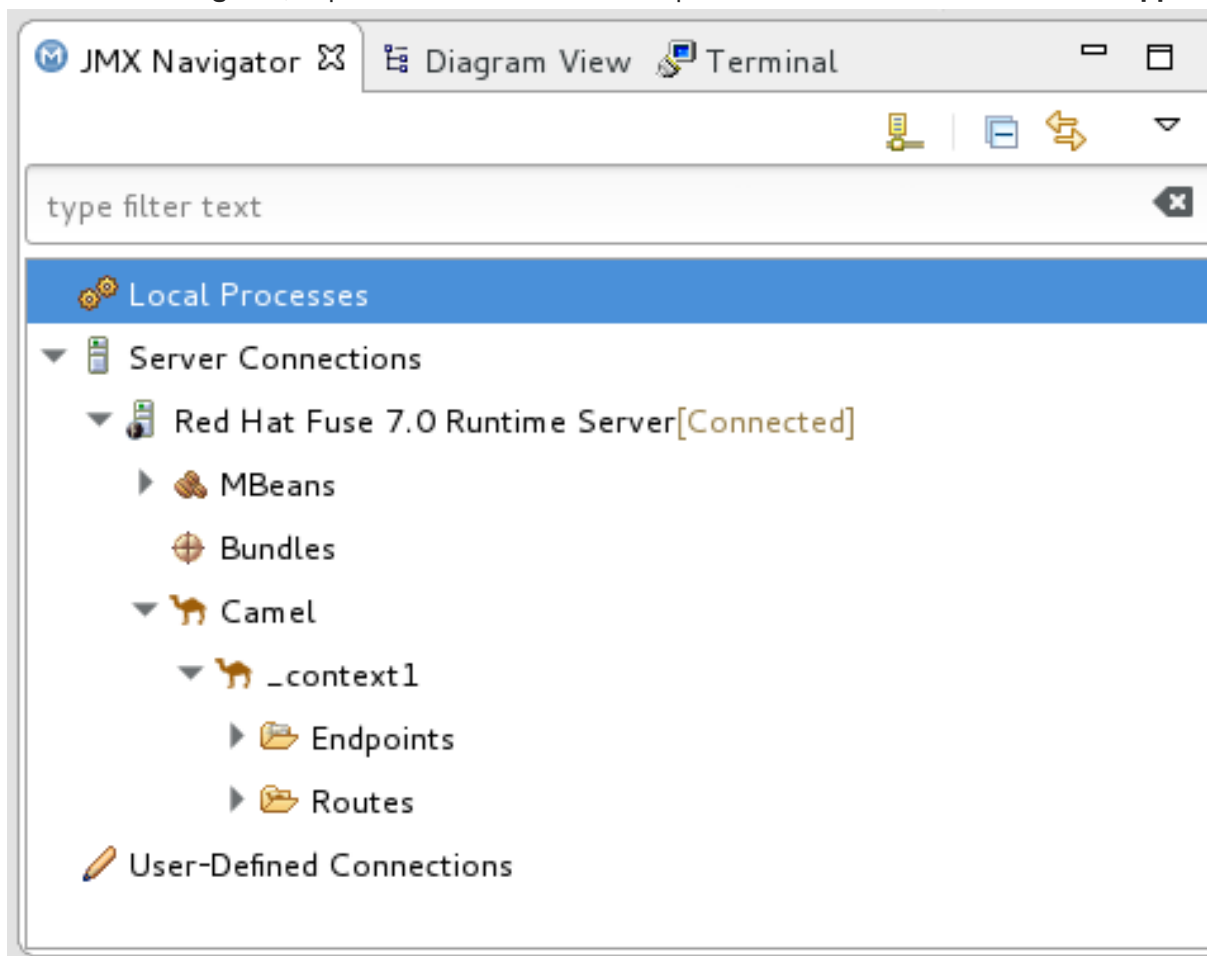 JMX Navigator Diagram View Terminal
type filter text
Local Processes
Server Connections
Red Hat Fuse 7.0 Runtime Server[Connected]
MBeans
Bundles
Camel
_context1
Endpoints
Routes
User-Defined Connections